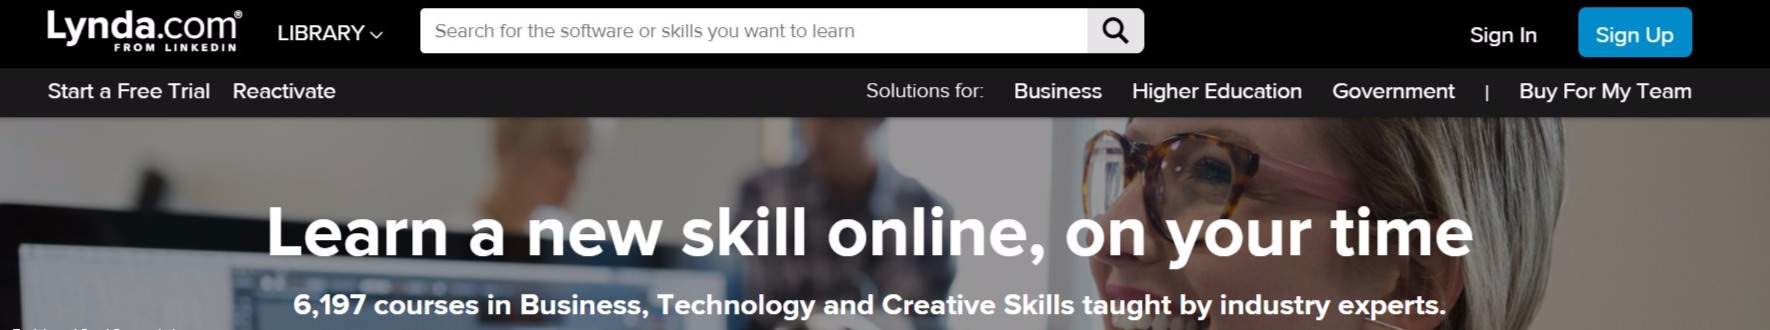 Lynda.com®
FROM LINKEDIN
LIBRARY
Search for the software or skills you want to learn
Sign In
Sign Up
Start a Free Trial
Reactivate
Solutions for:
Business
Higher Education
Government
|
Buy For My Team
Learn a new skill online, on your time
6,197 courses in Business, Technology and Creative Skills taught by industry experts.